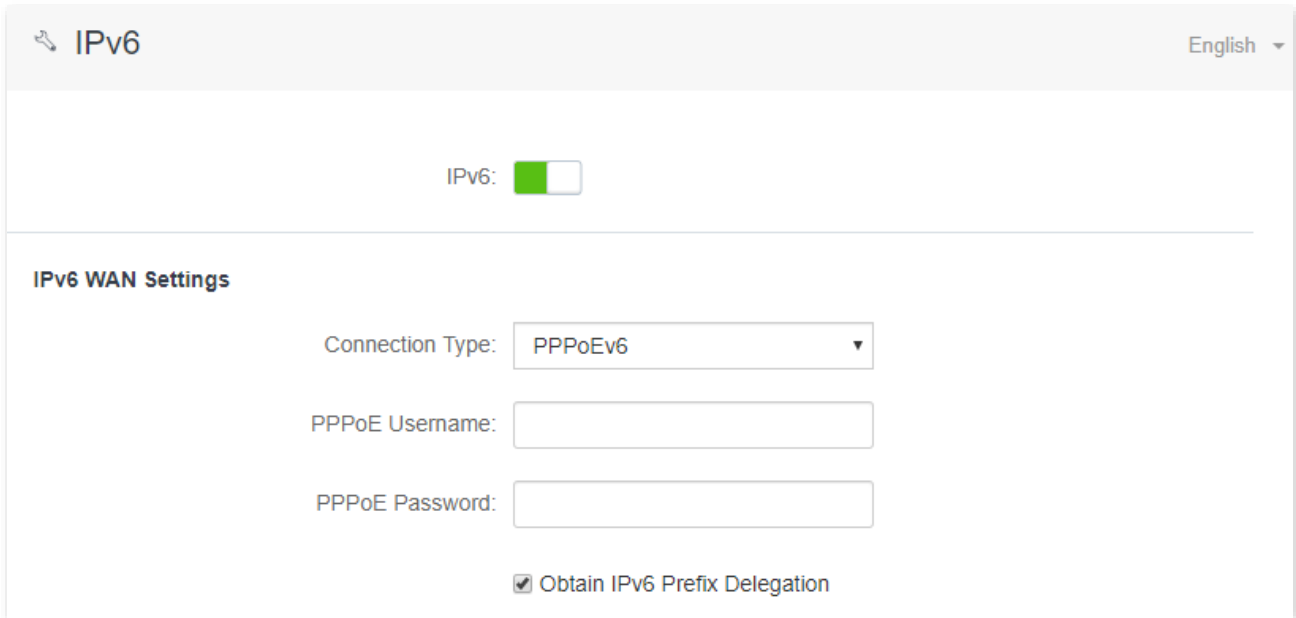 IPv6
English
IPv6:
IPv6 WAN Settings
Connection Type: PPPoEv6
PPPoE Username:
PPPoE Password:
Obtain IPv6 Prefix Delegation